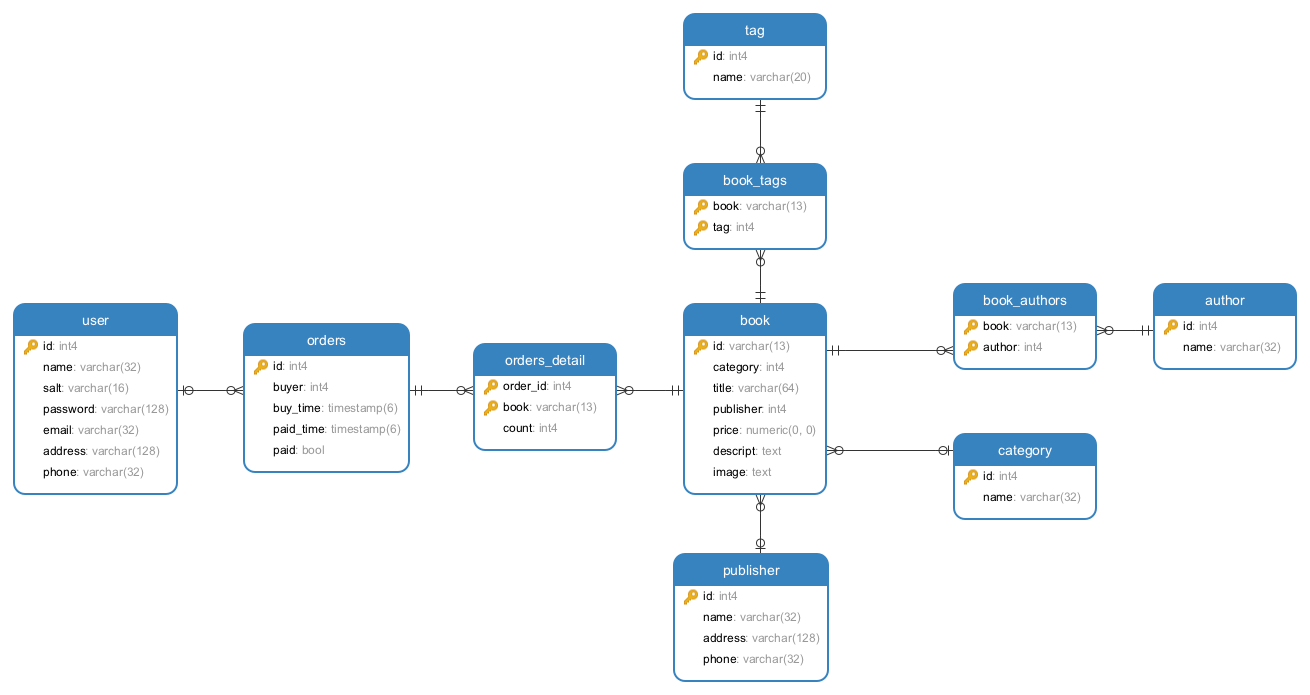 tag
id: int4
name: varchar(20)
book_tags
book: varchar(13)
tag: int4
user
id: int4
name: varchar(32)
salt: varchar(16)
password: varchar(128)
email: varchar(32)
address: varchar(128)
phone: varchar(32)
orders
id: int4
buyer: int4
buy_time: timestamp(6)
paid_time: timestamp(6)
paid: bool
orders_detail
order_id: int4
book: varchar(13)
count: int4
book
id: varchar(13)
category: int4
title: varchar(64)
publisher: int4
price: numeric(0, 0)
descript: text
image: text
book_authors
book: varchar(13)
author: int4
author
id: int4
name: varchar(32)
category
id: int4
name: varchar(32)
publisher
id: int4
name: varchar(32)
address: varchar(128)
phone: varchar(32)